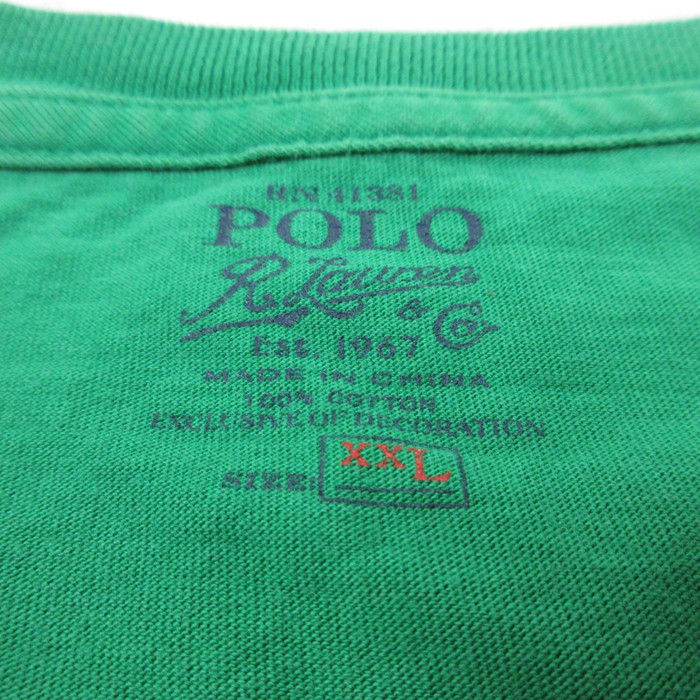 RN 41381
POLO
R. Lauren
& Co
Est. 1967
MADE IN CHINA
100% COTTON
EXCLUSIVE OF DECORATION
SIZE: XXL